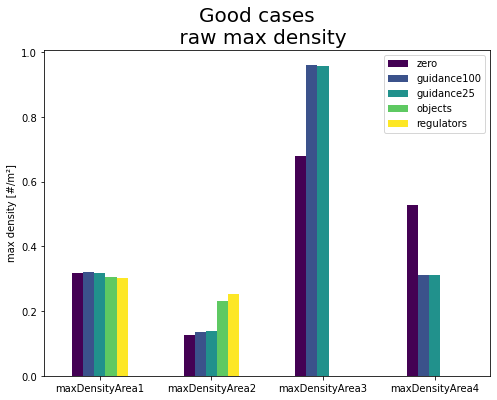 Good cases
raw max density
max density [#/m²]
1.0
0.8
0.6
0.4
0.2
0.0
zero
guidance100
guidance25
objects
regulators
maxDensityArea1 maxDensityArea2 maxDensityArea3 maxDensityArea4